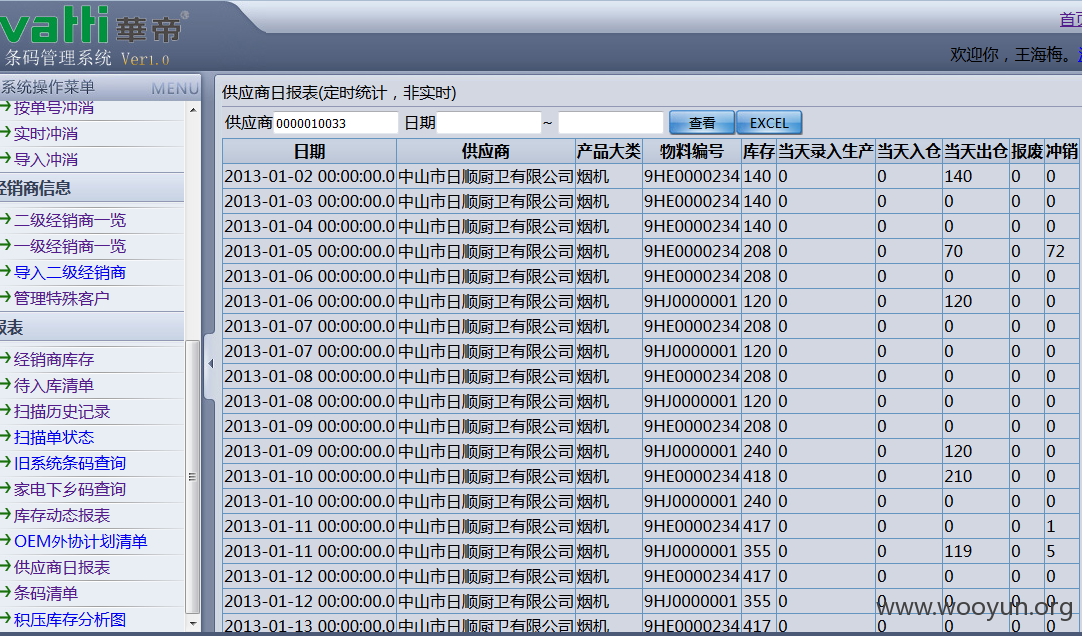 vatti 華帝®
条码管理系统 Ver1.0
首页
欢迎你，王海梅。
系统操作菜单 MENU
按单号冲消
实时冲消
导入冲消
经销商信息
二级经销商一览
一级经销商一览
导入二级经销商
管理特殊客户
报表
经销商库存
待入库清单
扫描历史记录
扫描单状态
旧系统条码查询
家电下乡码查询
库存动态报表
OEM外协计划清单
供应商日报表
条码清单
积压库存分析图
供应商日报表(定时统计，非实时)
供应商 0000010033 日期 ~ 查看 EXCEL
日期 供应商 产品大类 物料编号 库存 当天录入生产 当天入仓 当天出仓 报废 冲销
2013-01-02 00:00:00.0 中山市日顺厨卫有限公司 烟机 9HE0000234 140 0 0 140 0 0
2013-01-03 00:00:00.0 中山市日顺厨卫有限公司 烟机 9HE0000234 140 0 0 0 0 0
2013-01-04 00:00:00.0 中山市日顺厨卫有限公司 烟机 9HE0000234 140 0 0 0 0 0
2013-01-05 00:00:00.0 中山市日顺厨卫有限公司 烟机 9HE0000234 208 0 0 70 0 72
2013-01-06 00:00:00.0 中山市日顺厨卫有限公司 烟机 9HE0000234 208 0 0 0 0 0
2013-01-06 00:00:00.0 中山市日顺厨卫有限公司 烟机 9HJ0000001 120 0 0 120 0 0
2013-01-07 00:00:00.0 中山市日顺厨卫有限公司 烟机 9HE0000234 208 0 0 0 0 0
2013-01-07 00:00:00.0 中山市日顺厨卫有限公司 烟机 9HJ0000001 120 0 0 0 0 0
2013-01-08 00:00:00.0 中山市日顺厨卫有限公司 烟机 9HE0000234 208 0 0 0 0 0
2013-01-08 00:00:00.0 中山市日顺厨卫有限公司 烟机 9HJ0000001 120 0 0 0 0 0
2013-01-09 00:00:00.0 中山市日顺厨卫有限公司 烟机 9HE0000234 208 0 0 0 0 0
2013-01-09 00:00:00.0 中山市日顺厨卫有限公司 烟机 9HJ0000001 240 0 0 120 0 0
2013-01-10 00:00:00.0 中山市日顺厨卫有限公司 烟机 9HE0000234 418 0 0 210 0 0
2013-01-10 00:00:00.0 中山市日顺厨卫有限公司 烟机 9HJ0000001 240 0 0 0 0 0
2013-01-11 00:00:00.0 中山市日顺厨卫有限公司 烟机 9HE0000234 417 0 0 0 0 1
2013-01-11 00:00:00.0 中山市日顺厨卫有限公司 烟机 9HJ0000001 355 0 0 119 0 5
2013-01-12 00:00:00.0 中山市日顺厨卫有限公司 烟机 9HE0000234 417 0 0 0 0 0
2013-01-12 00:00:00.0 中山市日顺厨卫有限公司 烟机 9HJ0000001 355 0 0 0 0 0
2013-01-13 00:00:00.0 中山市日顺厨卫有限公司 烟机 9HE0000234 417 0 0 0 0 0
www.wooyun.org